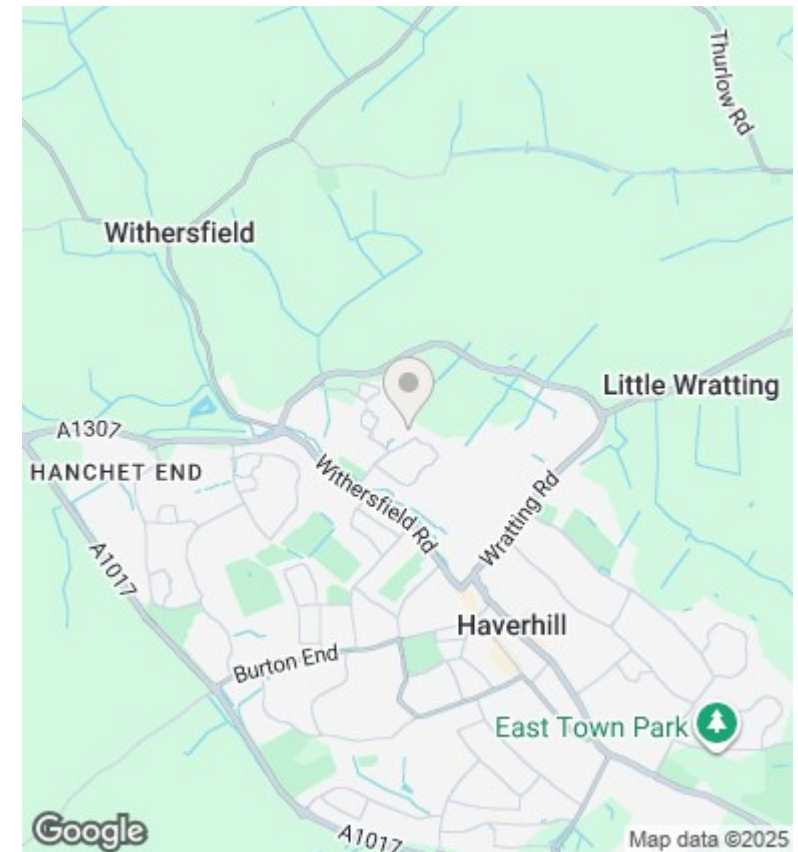 Thurlow Rd
Withersfield
Little Wratting
A1307
HANCHET END
Withersfield Rd
Wratting Rd
A1017
Haverhill
Burton End
East Town Park
Google
A1017
Map data ©2025